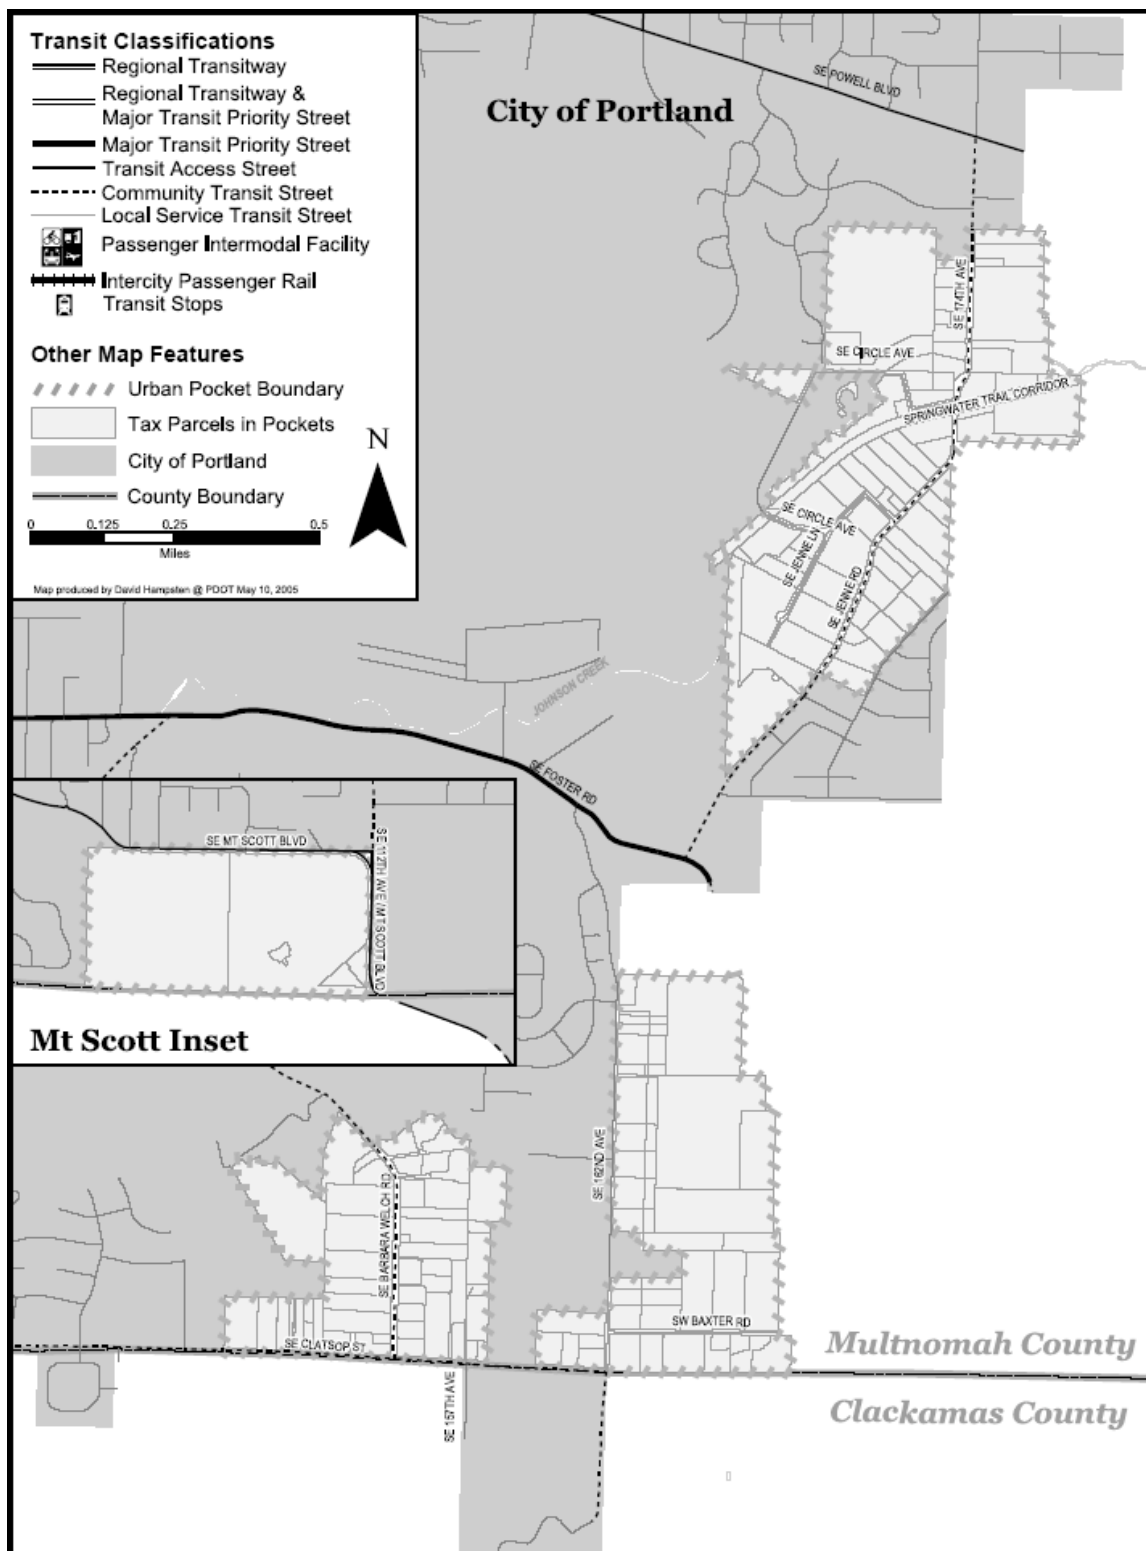 Transit Classifications
Regional Transitway
Regional Transitway &
Major Transit Priority Street
Major Transit Priority Street
Transit Access Street
Community Transit Street
Local Service Transit Street
Passenger Intermodal Facility
Intercity Passenger Rail
Transit Stops
Other Map Features
Urban Pocket Boundary
Tax Parcels in Pockets
City of Portland
County Boundary
0 0.125 0.25 0.5
Miles
N
Map produced by David Hampsten @ PDOT May 10, 2005
City of Portland
SE POWELL BLVD
SE 174TH AVE
SE CIRCLE AVE
SPRINGWATER TRAIL CORRIDOR
SE CIRCLE AVE
SE JENNE LN
SE JENNE RD
JOHNSON CREEK
SE FOSTER RD
SE MT SCOTT BLVD
SE 112TH AVE / MT SCOTT BLVD
Mt Scott Inset
SE 162ND AVE
SE BARBARA WELCH RD
SW BAXTER RD
SE CLATSOP ST
SE 157TH AVE
Multnomah County
Clackamas County